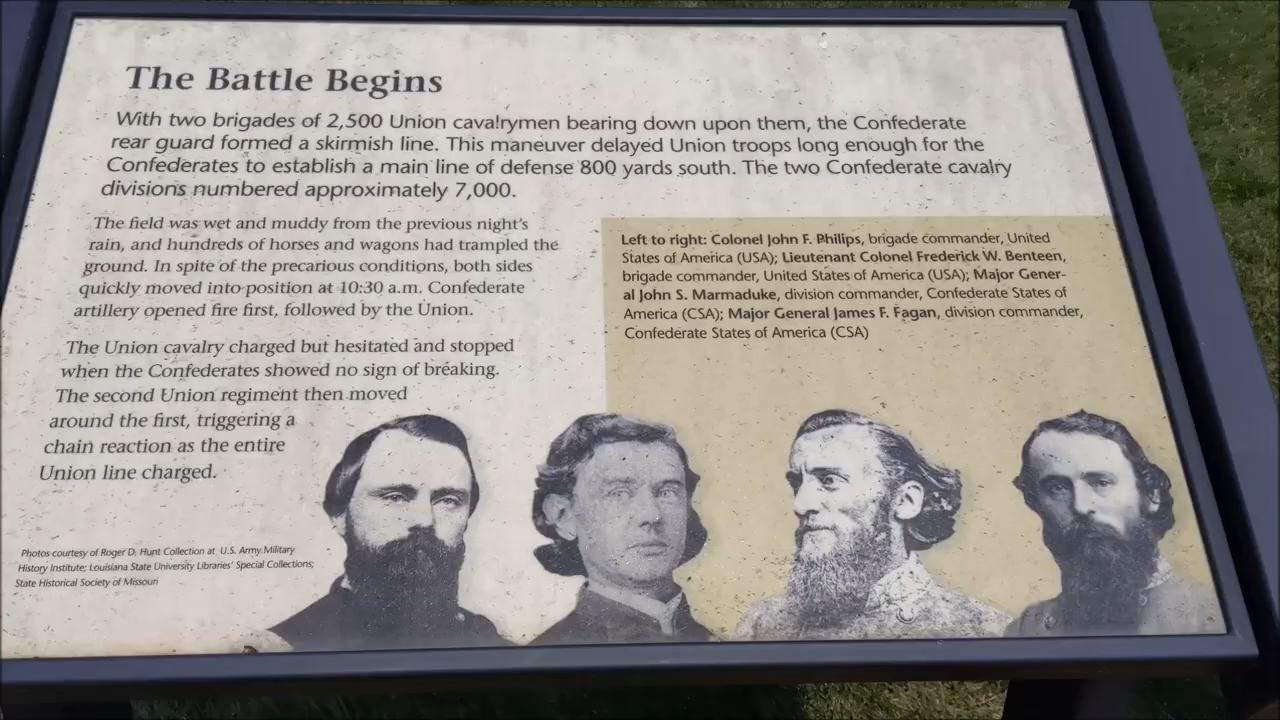 The Battle Begins
With two brigades of 2,500 Union cavalrymen bearing down upon them, the Confederate
rear guard formed a skirmish line. This maneuver delayed Union troops long enough for the
Confederates to establish a main line of defense 800 yards south. The two Confederate cavalry
divisions numbered approximately 7,000.
The field was wet and muddy from the previous night's
rain, and hundreds of horses and wagons had trampled the
ground. In spite of the precarious conditions, both sides
quickly moved into position at 10:30 a.m. Confederate
artillery opened fire first, followed by the Union.
The Union cavalry charged but hesitated and stopped
when the Confederates showed no sign of breaking.
The second Union regiment then moved
around the first, triggering a
chain reaction as the entire
Union line charged.
Left to right: Colonel John F. Philips, brigade commander, United
States of America (USA); Lieutenant Colonel Frederick W. Benteen,
brigade commander, United States of America (USA); Major Gener-
al John S. Marmaduke, division commander, Confederate States of
America (CSA); Major General James F. Fagan, division commander,
Confederate States of America (CSA)
Photos courtesy of Roger D. Hunt Collection at U.S. Army Military
History Institute; Louisiana State University Libraries' Special Collections;
State Historical Society of Missouri